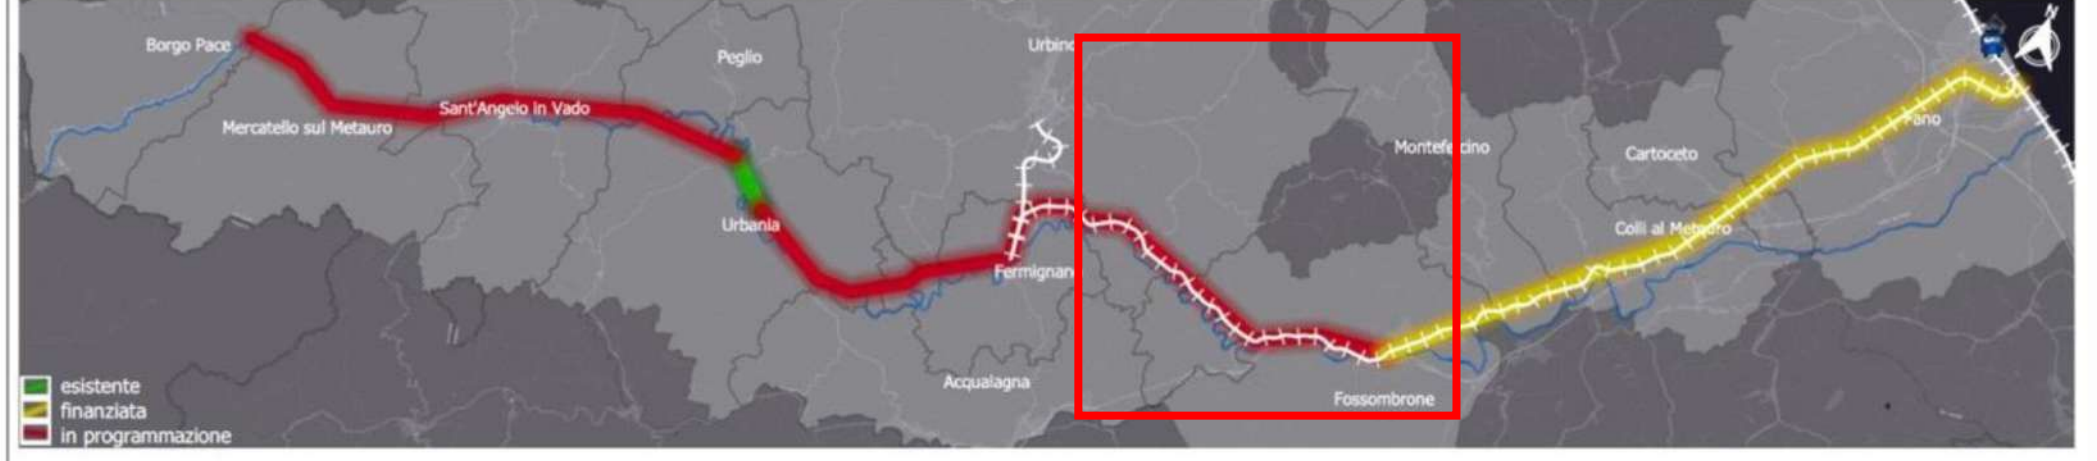 Borgo Pace
Peglio
Urbino
N
Sant'Angelo in Vado
Mercatello sul Metauro
Fano
Montefelcino
Cartoceto
Urbania
Colli al Metauro
Fermignano
Acqualagna
Fossombrone
esistente
finanziata
in programmazione